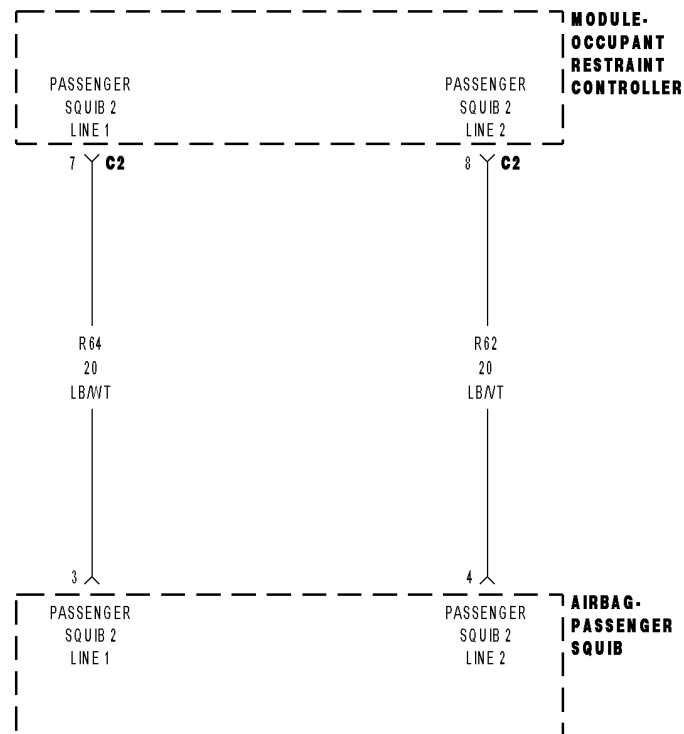 MODULE-
OCCUPANT
RESTRAINT
CONTROLLER
PASSENGER
SQUIB 2
LINE 1
PASSENGER
SQUIB 2
LINE 2
7 C2
8 C2
R64
20
LB/WT
R62
20
LB/VT
3
4
PASSENGER
SQUIB 2
LINE 1
PASSENGER
SQUIB 2
LINE 2
AIRBAG-
PASSENGER
SQUIB